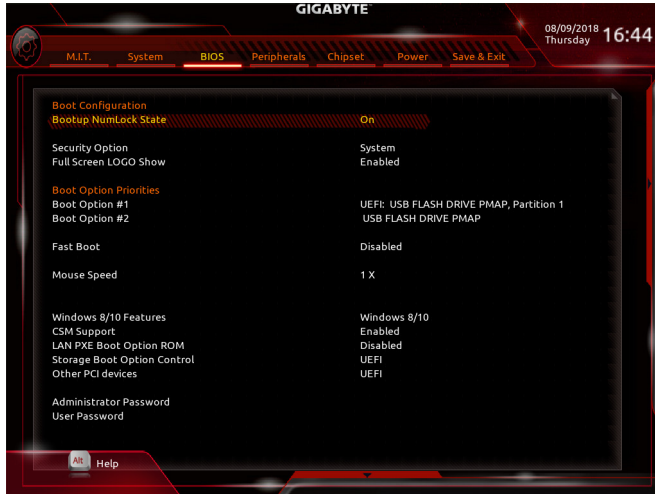 GIGABYTE™
08/09/2018 Thursday 16:44
M.I.T. System BIOS Peripherals Chipset Power Save & Exit
Boot Configuration
Bootup NumLock State On
Security Option System
Full Screen LOGO Show Enabled
Boot Option Priorities
Boot Option #1 UEFI: USB FLASH DRIVE PMAP, Partition 1
Boot Option #2 USB FLASH DRIVE PMAP
Fast Boot Disabled
Mouse Speed 1 X
Windows 8/10 Features Windows 8/10
CSM Support Enabled
LAN PXE Boot Option ROM Disabled
Storage Boot Option Control UEFI
Other PCI devices UEFI
Administrator Password
User Password
Alt Help